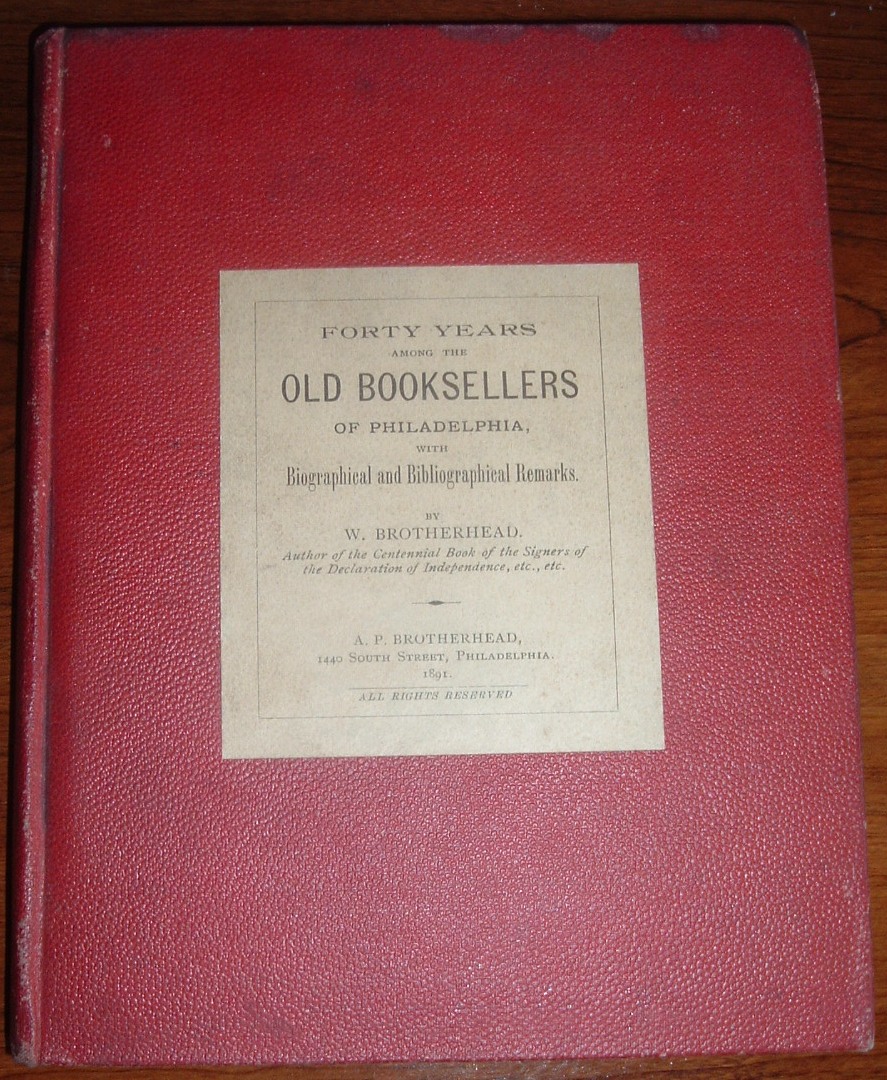 FORTY YEARS
AMONG THE
OLD BOOKSELLERS
OF PHILADELPHIA,
WITH
Biographical and Bibliographical Remarks.
BY
W. BROTHERHEAD.
Author of the Centennial Book of the Signers of
the Declaration of Independence, etc., etc.
A. P. BROTHERHEAD,
1440 SOUTH STREET, PHILADELPHIA.
1891.
ALL RIGHTS RESERVED